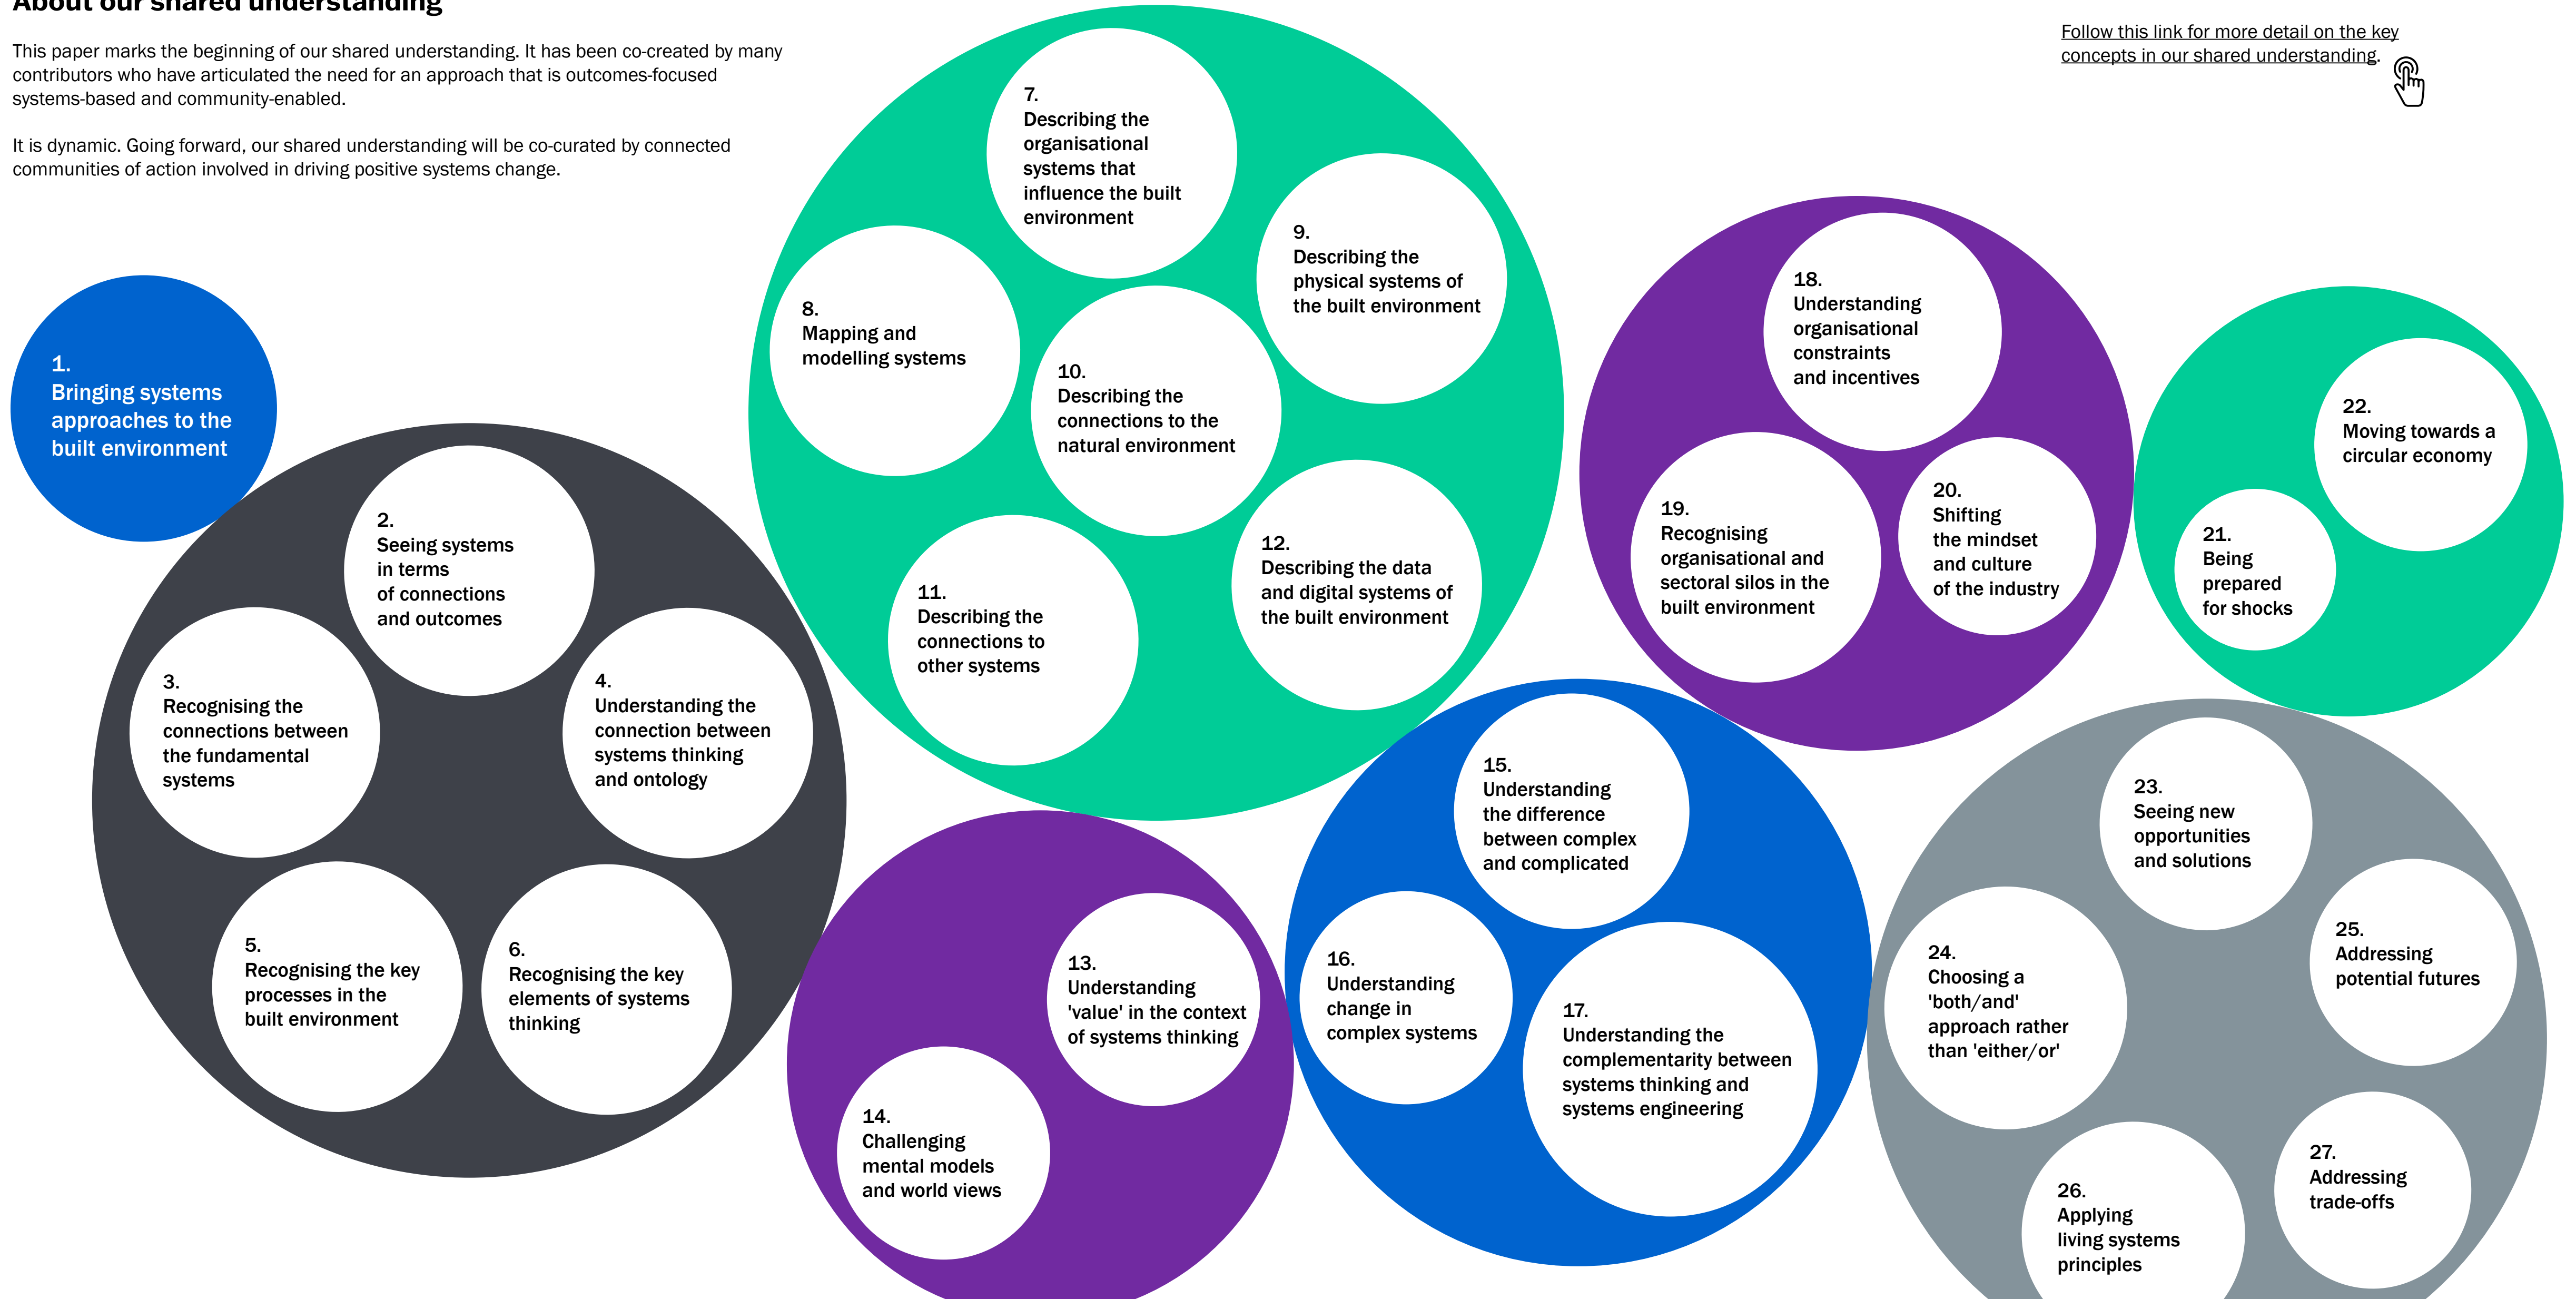 About our shared understanding
This paper marks the beginning of our shared understanding. It has been co-created by many
contributors who have articulated the need for an approach that is outcomes-focused
systems-based and community-enabled.
It is dynamic. Going forward, our shared understanding will be co-curated by connected
communities of action involved in driving positive systems change.
Follow this link for more detail on the key
concepts in our shared understanding.
1.
Bringing systems
approaches to the
built environment
2.
Seeing systems
in terms
of connections
and outcomes
3.
Recognising the
connections between
the fundamental
systems
4.
Understanding the
connection between
systems thinking
and ontology
5.
Recognising the key
processes in the
built environment
6.
Recognising the key
elements of systems
thinking
7.
Describing the
organisational
systems that
influence the built
environment
8.
Mapping and
modelling systems
9.
Describing the
physical systems of
the built environment
10.
Describing the
connections to the
natural environment
11.
Describing the
connections to
other systems
12.
Describing the data
and digital systems of
the built environment
13.
Understanding
'value' in the context
of systems thinking
14.
Challenging
mental models
and world views
15.
Understanding
the difference
between complex
and complicated
16.
Understanding
change in
complex systems
17.
Understanding the
complementarity between
systems thinking and
systems engineering
18.
Understanding
organisational
constraints
and incentives
19.
Recognising
organisational and
sectoral silos in the
built environment
20.
Shifting
the mindset
and culture
of the industry
21.
Being
prepared
for shocks
22.
Moving towards a
circular economy
23.
Seeing new
opportunities
and solutions
24.
Choosing a
'both/and'
approach rather
than 'either/or'
25.
Addressing
potential futures
26.
Applying
living systems
principles
27.
Addressing
trade-offs